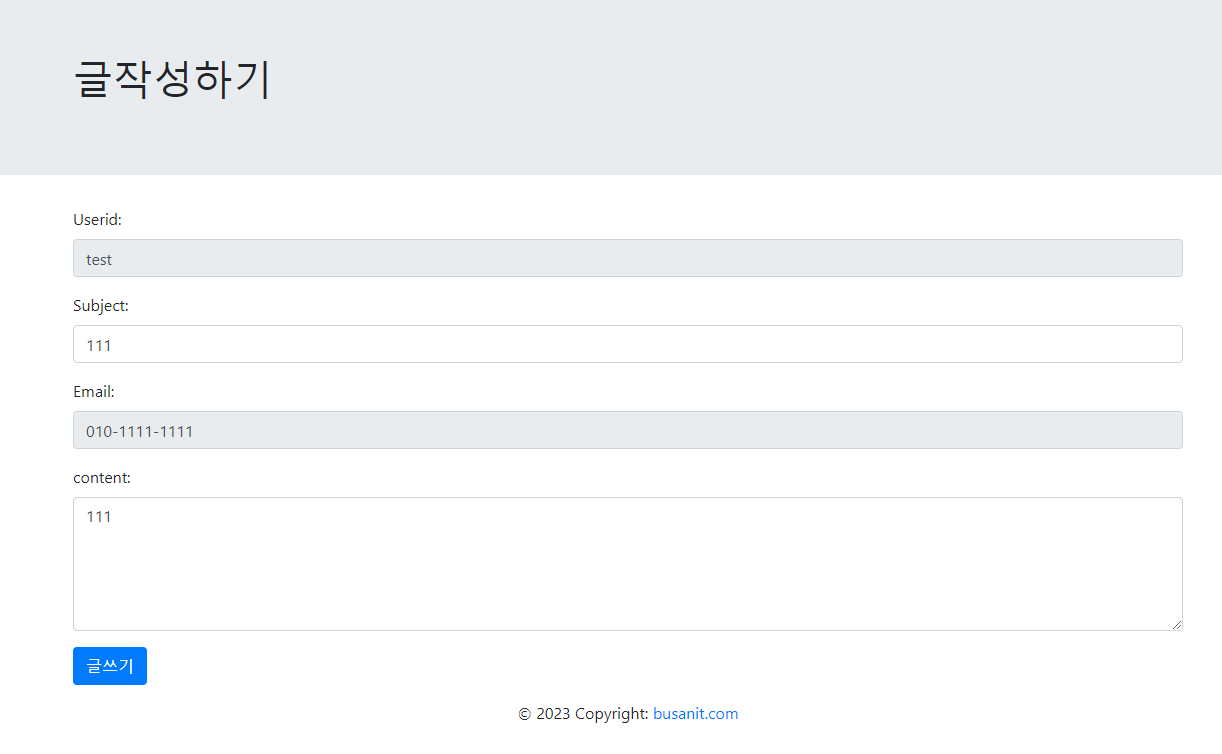 글작성하기
Userid:
test
Subject:
111
Email:
010-1111-1111
content:
111
글쓰기
© 2023 Copyright: busanit.com